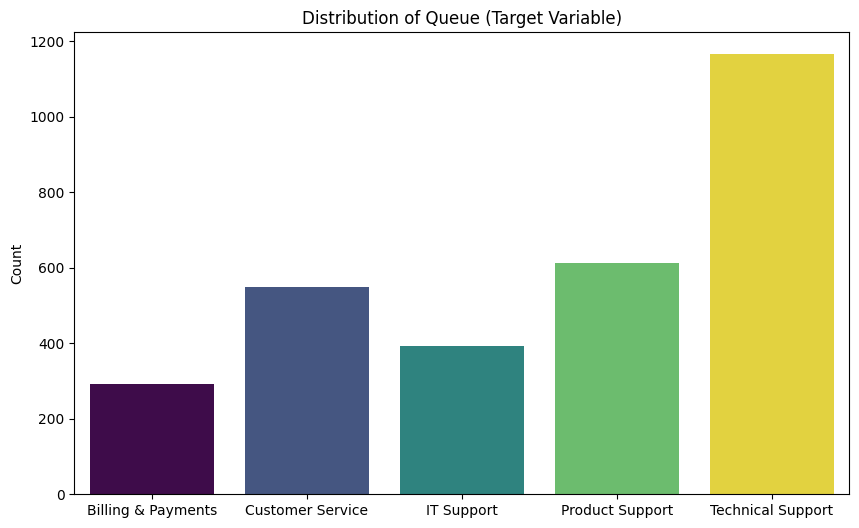 Distribution of Queue (Target Variable)
1200
1000
800
600
400
200
0
Count
Billing & Payments
Customer Service
IT Support
Product Support
Technical Support